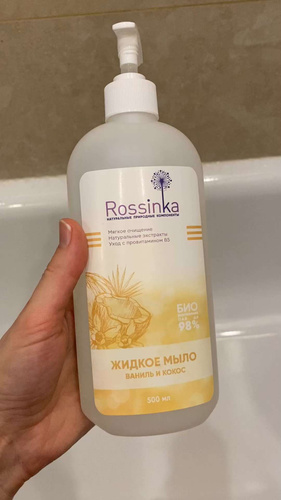 Rossinka
НАТУРАЛЬНЫЕ ПРИРОДНЫЕ КОМПОНЕНТЫ
Мягкое очищение
Натуральные экстракты
Уход с провитамином B5
БИО
98%
ЖИДКОЕ МЫЛО
ВАНИЛЬ И КОКОС
500 мл